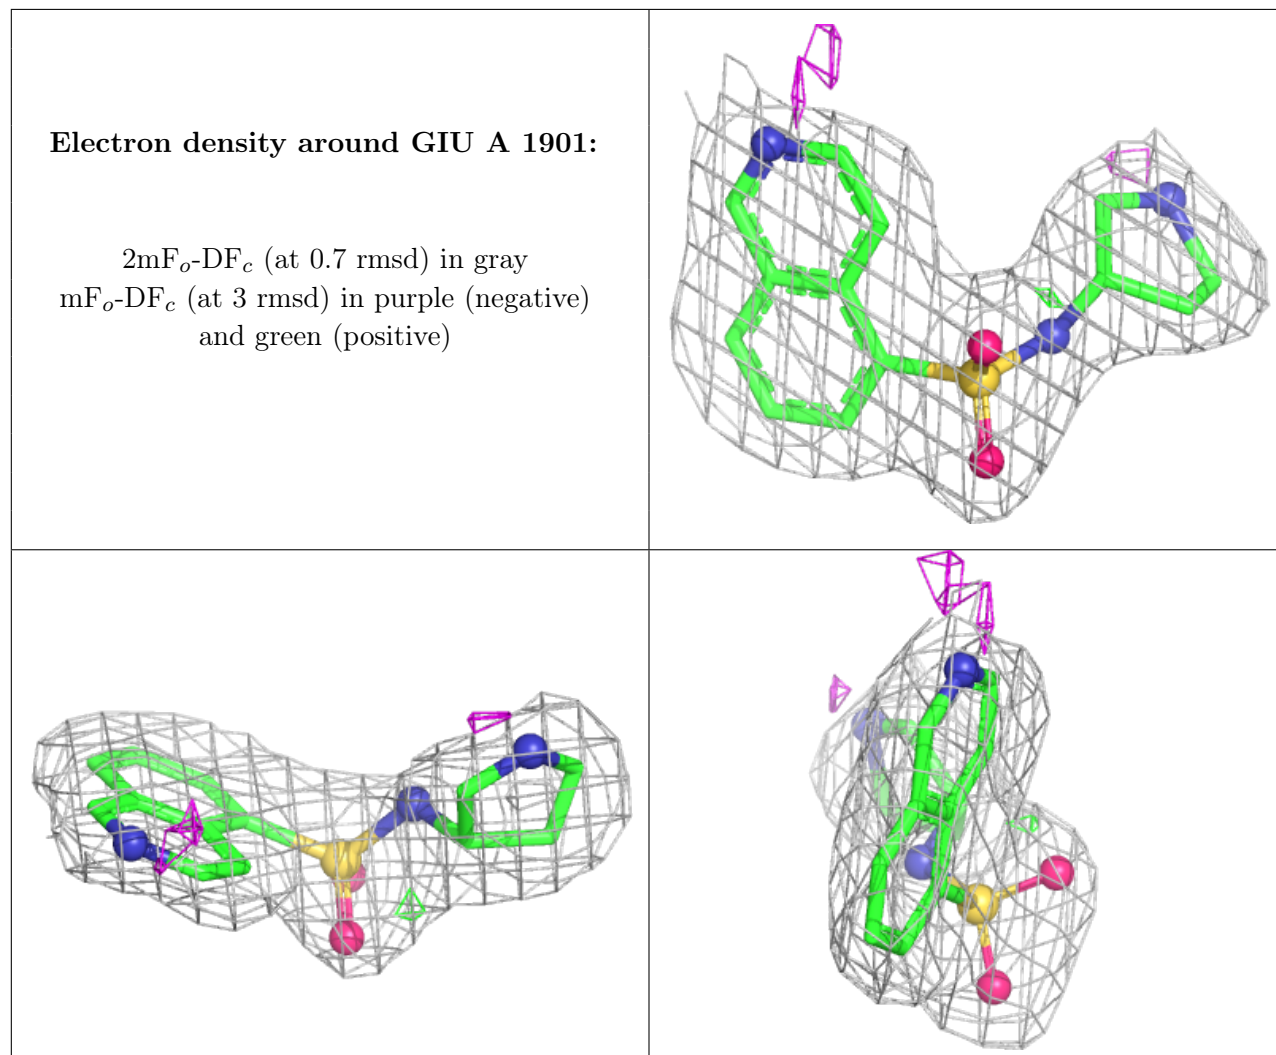 Electron density around GIU A 1901:
2mFo-DFc (at 0.7 rmsd) in gray
mFo-DFc (at 3 rmsd) in purple (negative)
and green (positive)